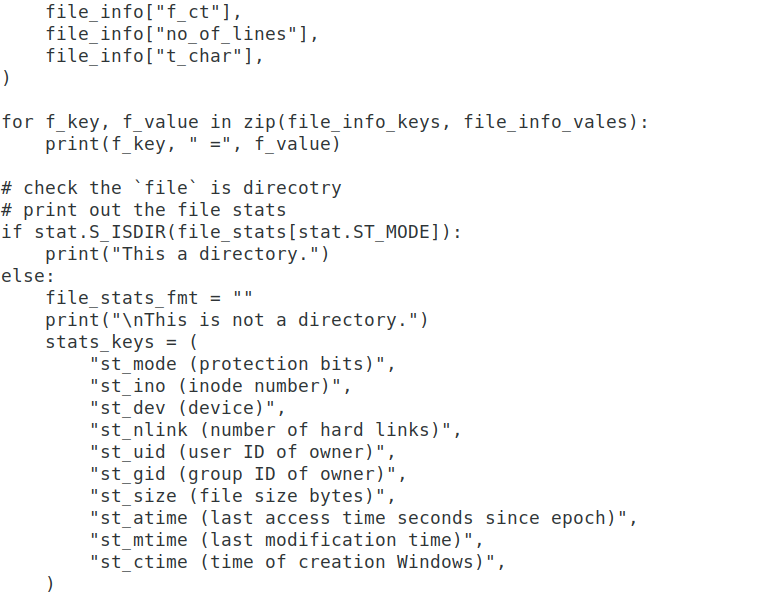 file_info["f_ct"],
    file_info["no_of_lines"],
    file_info["t_char"],
)

for f_key, f_value in zip(file_info_keys, file_info_vales):
    print(f_key, " =", f_value)

# check the `file` is direcotry
# print out the file stats
if stat.S_ISDIR(file_stats[stat.ST_MODE]):
    print("This a directory.")
else:
    file_stats_fmt = ""
    print("\nThis is not a directory.")
    stats_keys = (
        "st_mode (protection bits)",
        "st_ino (inode number)",
        "st_dev (device)",
        "st_nlink (number of hard links)",
        "st_uid (user ID of owner)",
        "st_gid (group ID of owner)",
        "st_size (file size bytes)",
        "st_atime (last access time seconds since epoch)",
        "st_mtime (last modification time)",
        "st_ctime (time of creation Windows)",
    )